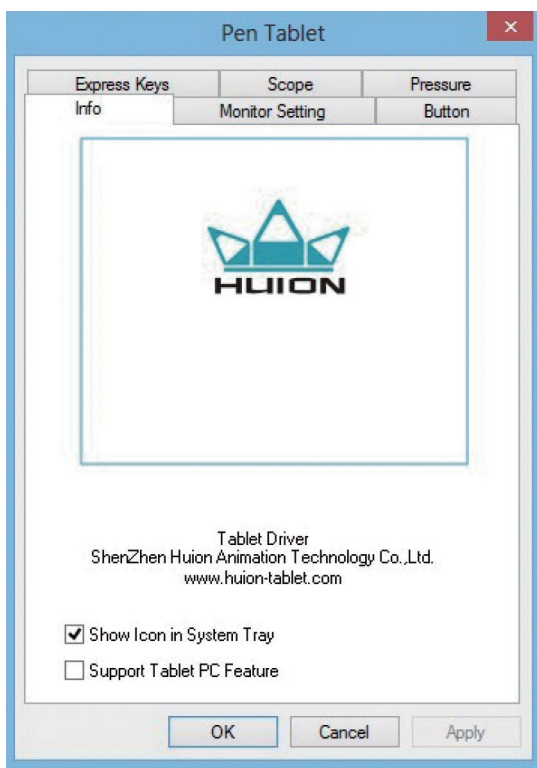 Pen Tablet
Express Keys
Scope
Pressure
Info
Monitor Setting
Button
HUION
Tablet Driver
ShenZhen Huion Animation Technology Co.,Ltd.
www.huion-tablet.com
Show Icon in System Tray
Support Tablet PC Feature
OK
Cancel
Apply